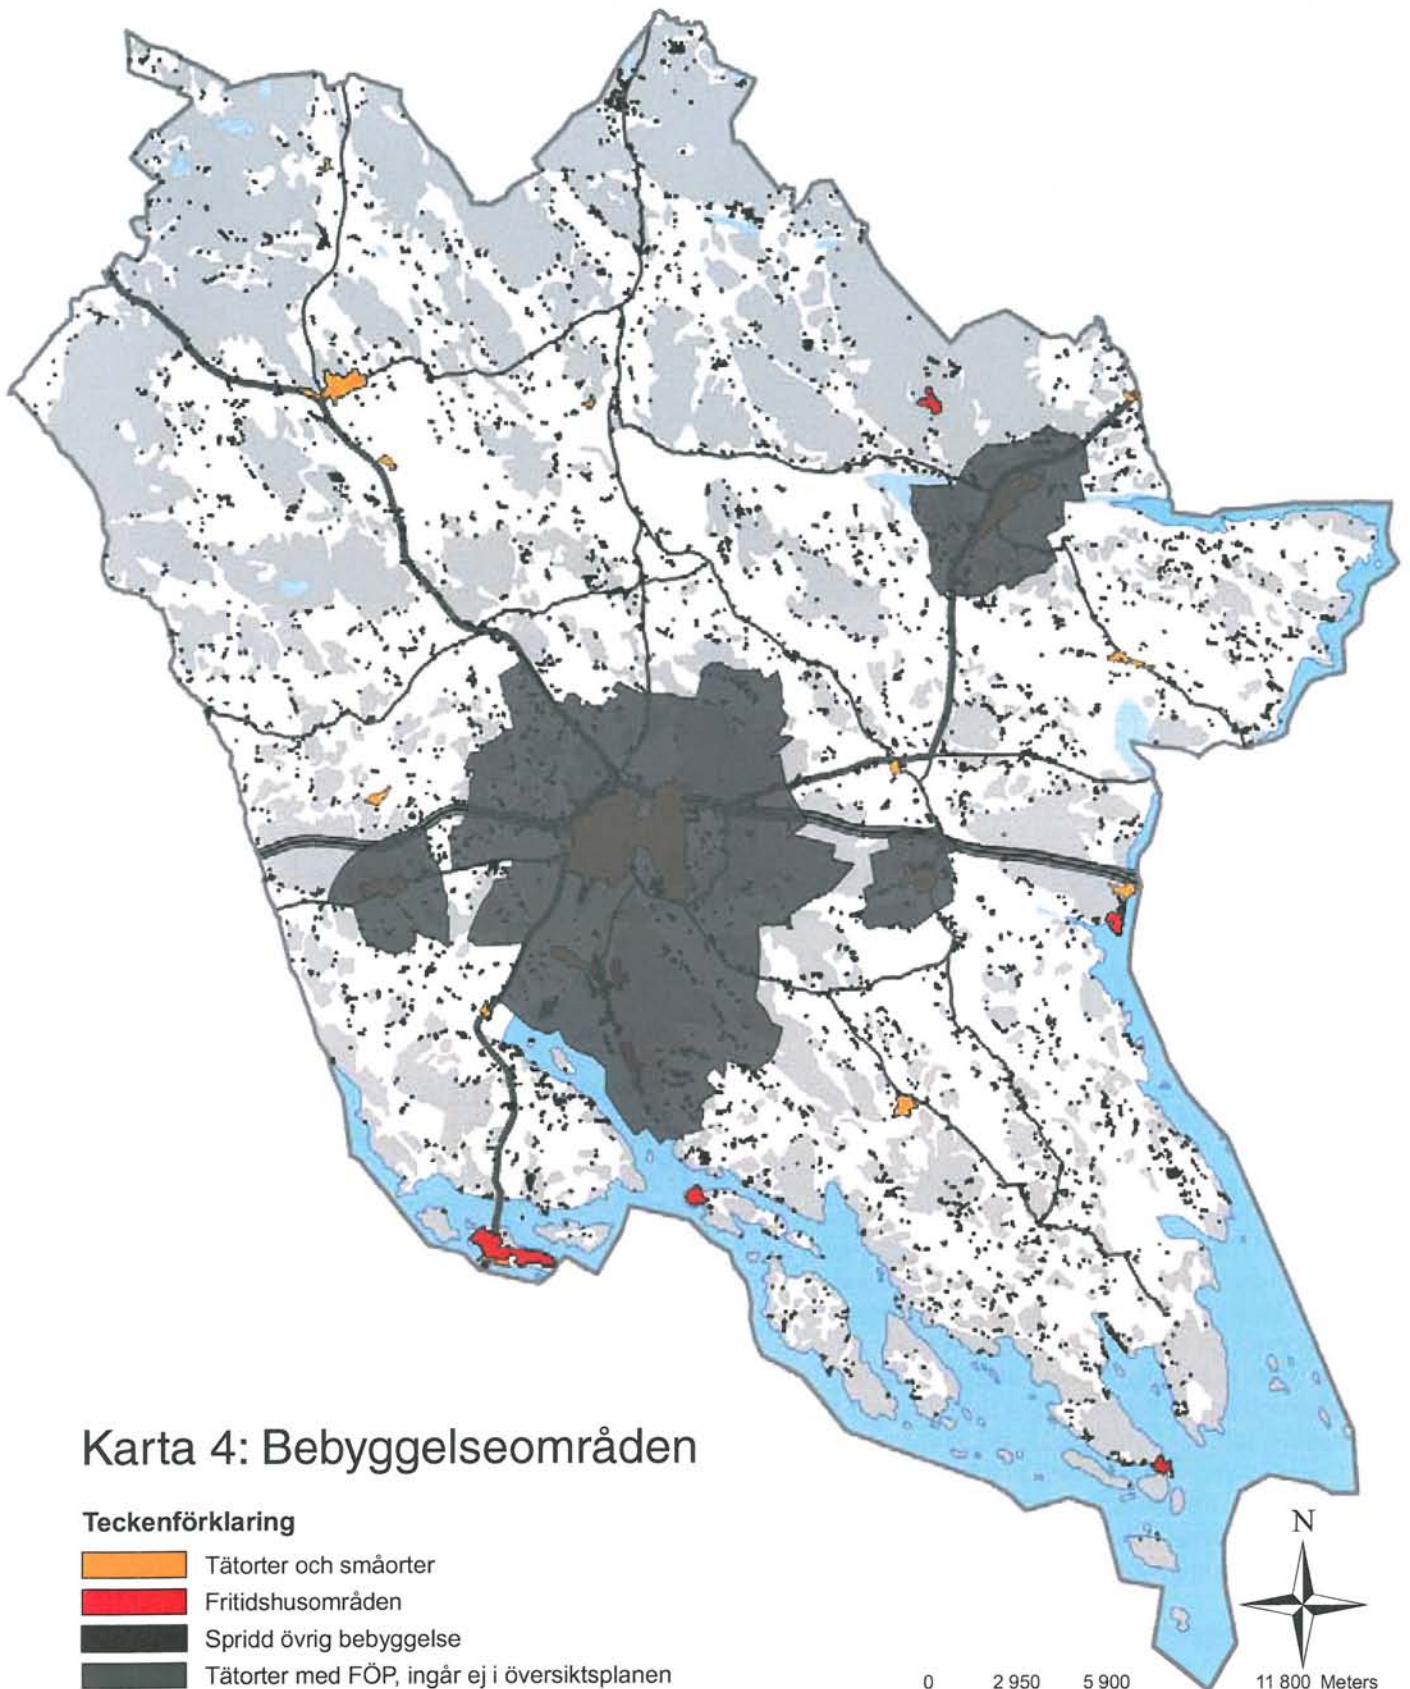 Karta 4: Bebyggelseområden
Teckenförklaring
Tätorter och småorter
Fritidshusområden
Spridd övrig bebyggelse
Tätorter med FÖP, ingår ej i översiktsplanen
N
0 2 950 5 900 11 800 Meters